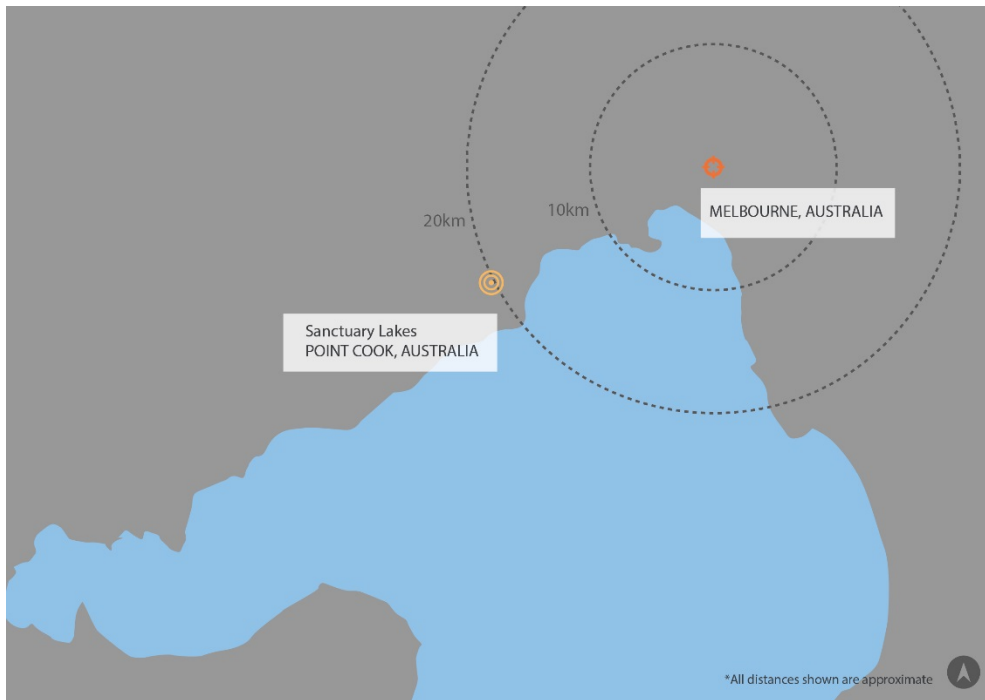 20km
10km
MELBOURNE, AUSTRALIA
Sanctuary Lakes
POINT COOK, AUSTRALIA
*All distances shown are approximate